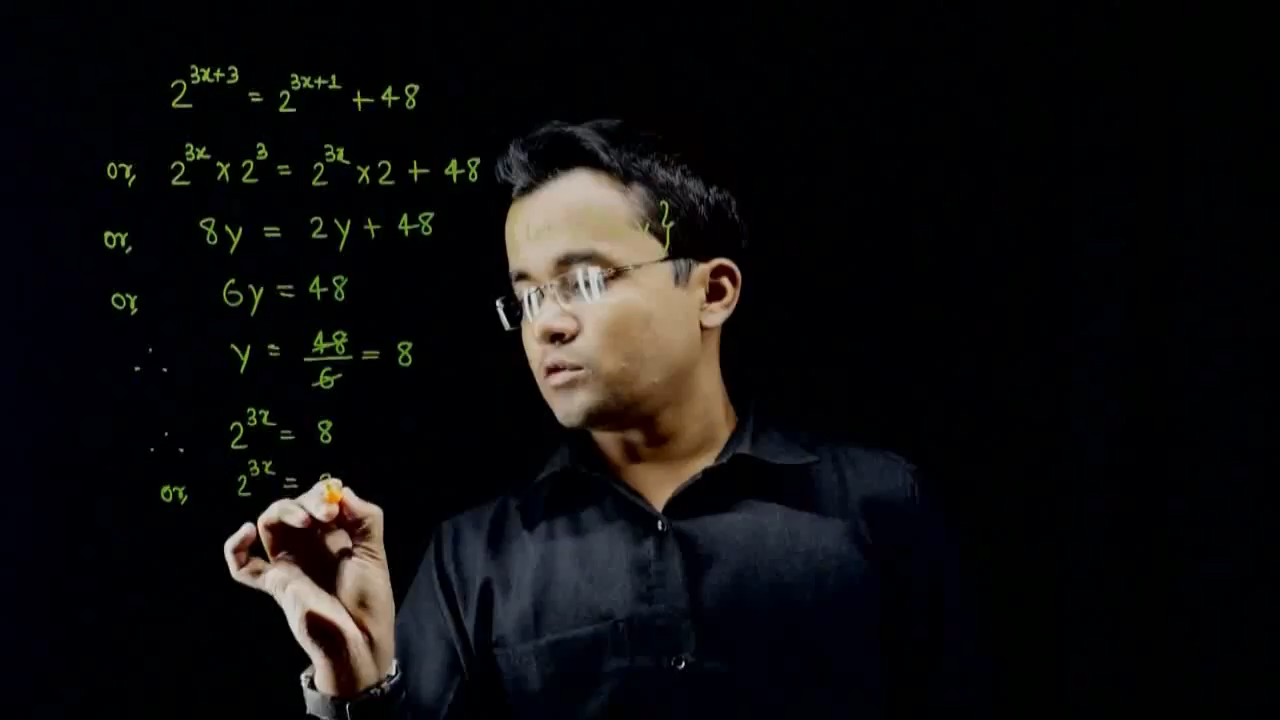 2^{3x+3} = 2^{3x+1} + 48
or, 2^{3x} × 2^3 = 2^{3x} × 2 + 48
or, 8y = 2y + 48
or 6y = 48
∴ y = 48/6 = 8
∴ 2^{3x} = 8
or, 2^{3x} =